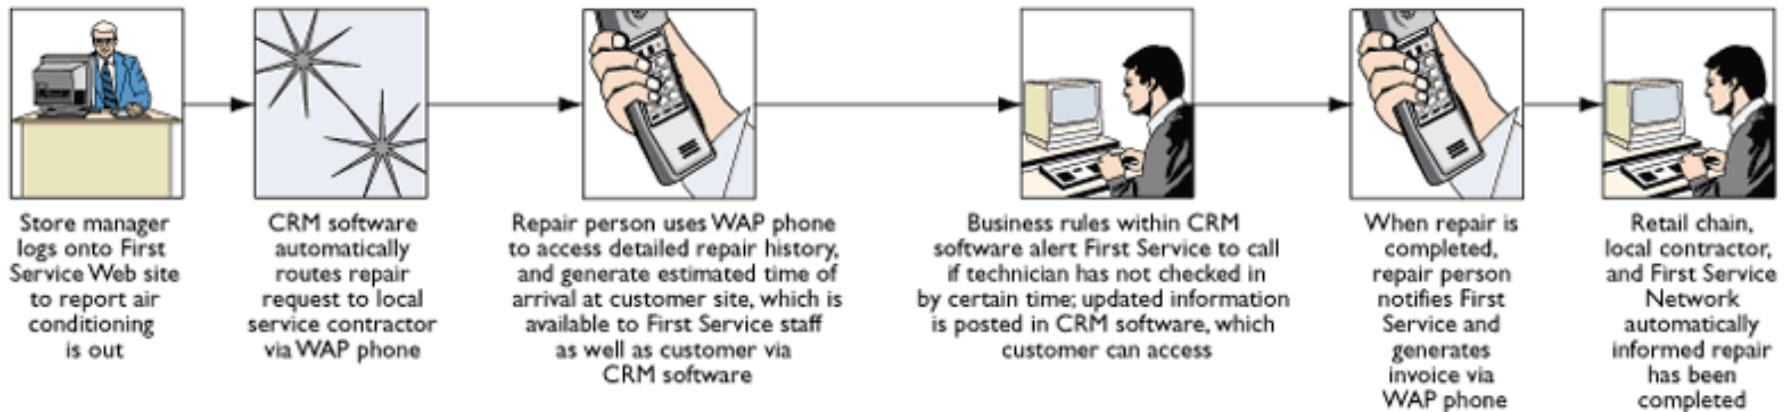 Store manager
logs onto First
Service Web site
to report air
conditioning
is out
CRM software
automatically
routes repair
request to local
service contractor
via WAP phone
Repair person uses WAP phone
to access detailed repair history,
and generate estimated time of
arrival at customer site, which is
available to First Service staff
as well as customer via
CRM software
Business rules within CRM
software alert First Service to call
if technician has not checked in
by certain time; updated information
is posted in CRM software, which
customer can access
When repair is
completed,
repair person
notifies First
Service and
generates
invoice via
WAP phone
Retail chain,
local contractor,
and First Service
Network
automatically
informed repair
has been
completed